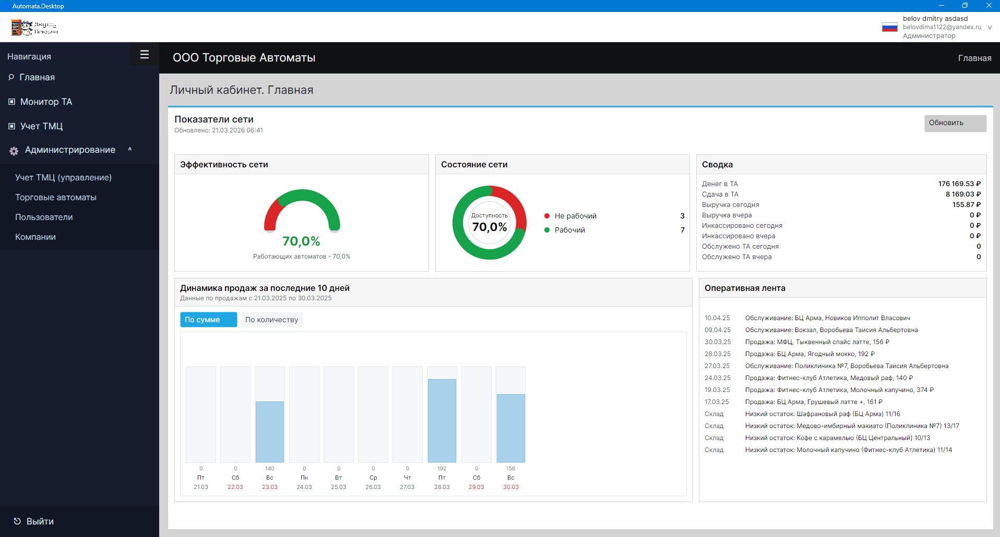 Automata.Desktop
belov dmitry asdasd
belovdima1122@yandex.ru
Администратор
Навигация
Главная
Монитор ТА
Учет ТМЦ
Администрирование
Учет ТМЦ (управление)
Торговые автоматы
Пользователи
Компании
Выйти
ООО Торговые Автоматы
Главная
Личный кабинет. Главная
Показатели сети
Обновлено: 21.03.2026 06:41
Обновить
Эффективность сети
70,0%
Работающих автоматов - 70,0%
Состояние сети
Доступность
70,0%
Не рабочий 3
Рабочий 7
Сводка
Денег в ТА 176 169.53 ₽
Сдача в ТА 8 169.03 ₽
Выручка сегодня 155.87 ₽
Выручка вчера 0 ₽
Инкассировано сегодня 0 ₽
Инкассировано вчера 0 ₽
Обслужено ТА сегодня 0
Обслужено ТА вчера 0
Динамика продаж за последние 10 дней
Данные по продажам с 21.03.2025 по 30.03.2025
По сумме По количеству
0 0 140 0 0 0 0 192 0 156
Пт Сб Вс Пн Вт Ср Чт Пт Сб Вс
21.03 22.03 23.03 24.03 25.03 26.03 27.03 28.03 29.03 30.03
Оперативная лента
10.04.25 Обслуживание: БЦ Арма, Новиков Ипполит Власович
09.04.25 Обслуживание: Вокзал, Воробьева Таисия Альбертовна
30.03.25 Продажа: МФЦ, Тыквенный спайс латте, 156 ₽
28.03.25 Продажа: БЦ Арма, Ягодный мокко, 192 ₽
27.03.25 Обслуживание: Поликлиника №7, Воробьева Таисия Альбертовна
24.03.25 Продажа: Фитнес-клуб Атлетика, Медовый раф, 140 ₽
19.03.25 Продажа: Фитнес-клуб Атлетика, Молочный капучино, 374 ₽
17.03.25 Продажа: БЦ Арма, Грушевый латте +, 161 ₽
Склад Низкий остаток: Шафрановый раф (БЦ Арма) 11/16
Склад Низкий остаток: Медово-имбирный макиато (Поликлиника №7) 13/17
Склад Низкий остаток: Кофе с карамелью (БЦ Центральный) 10/13
Склад Низкий остаток: Молочный капучино (Фитнес-клуб Атлетика) 11/14